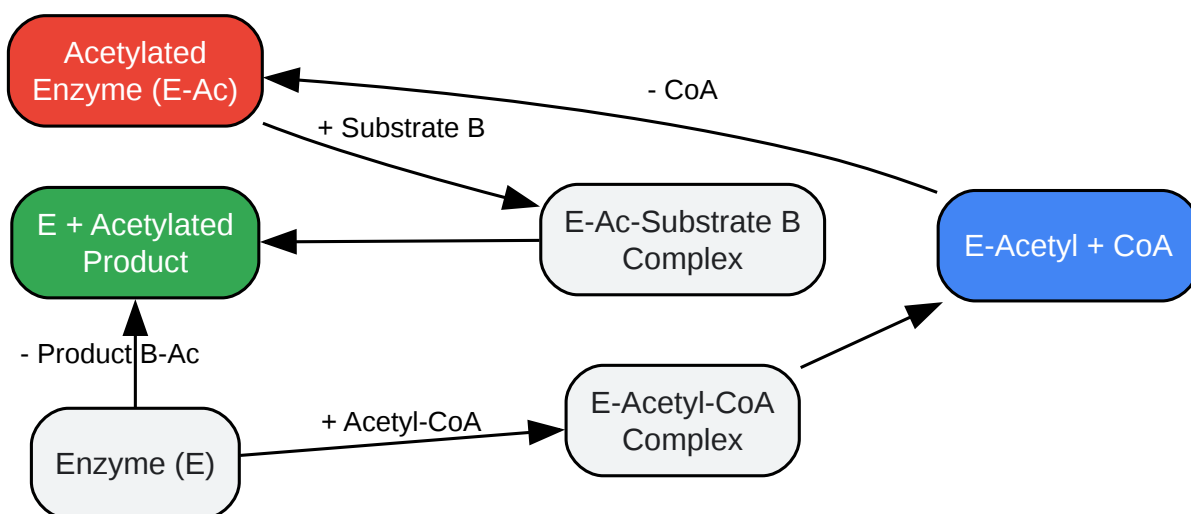 Acetylated
Enzyme (E-Ac)
- CoA
+ Substrate B
E + Acetylated
Product
E-Ac-Substrate B
Complex
E-Acetyl + CoA
- Product B-Ac
+ Acetyl-CoA
E-Acetyl-CoA
Complex
Enzyme (E)